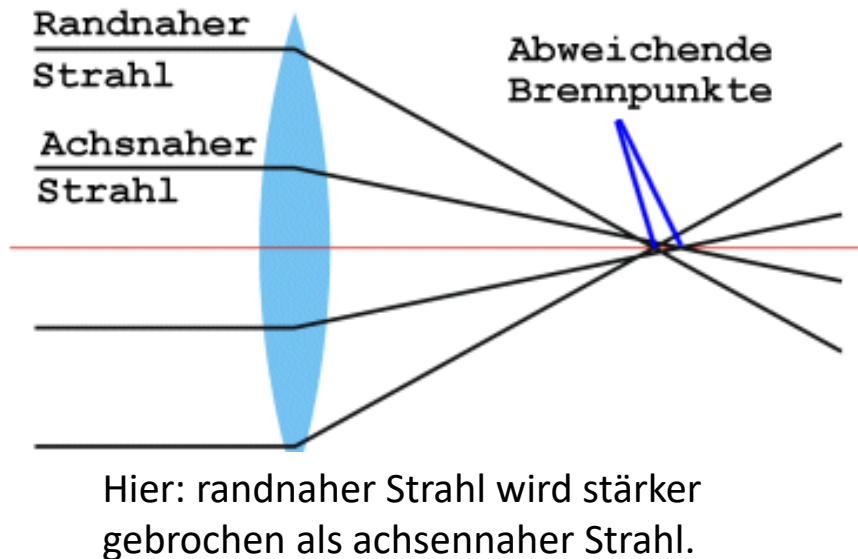 Randnaher
Strahl
Abweichende
Brennpunkte
Achsnaher
Strahl
Hier: randnaher Strahl wird stärker
gebrochen als achsennaher Strahl.